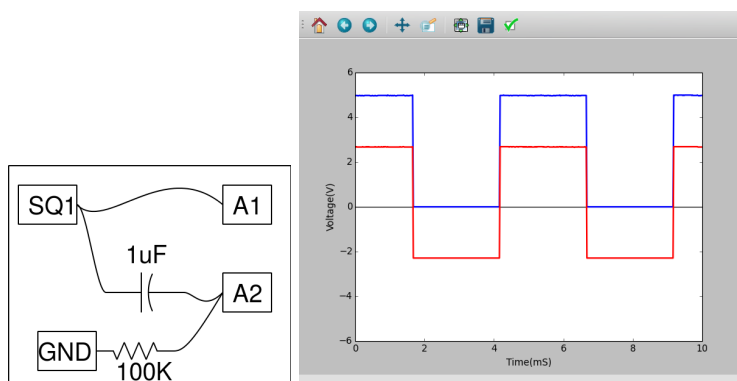 SQ1
A1
1uF
A2
GND
100K
6
4
2
0
−2
−4
−6
Voltage(V)
0
2
4
6
8
10
Time(mS)